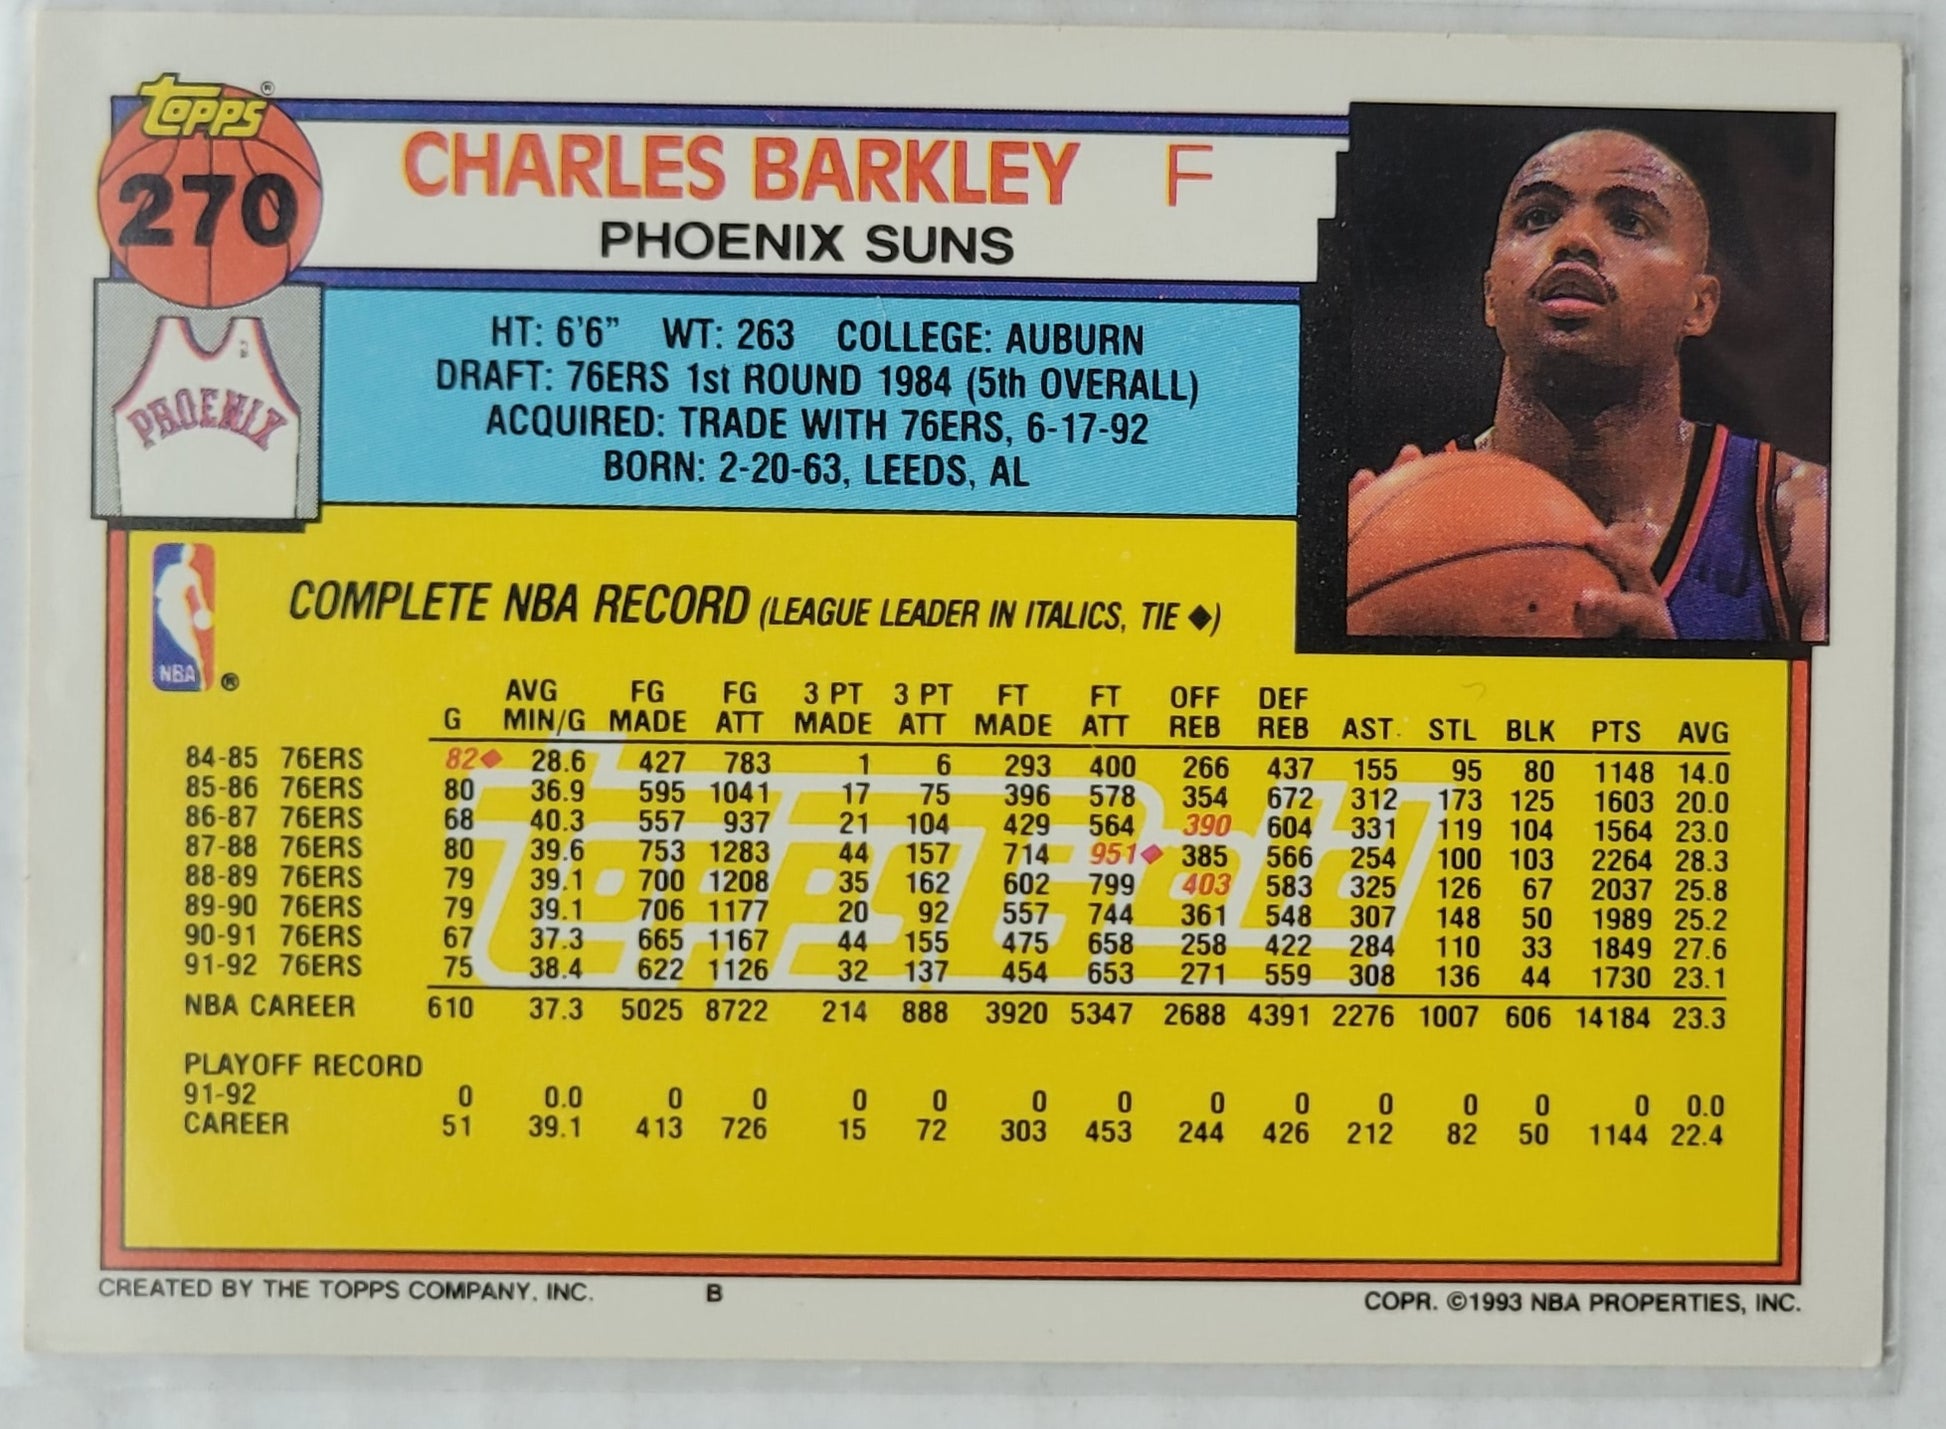 topps®
270
CHARLES BARKLEY F
PHOENIX SUNS
PHOENIX
HT: 6'6" WT: 263 COLLEGE: AUBURN
DRAFT: 76ERS 1st ROUND 1984 (5th OVERALL)
ACQUIRED: TRADE WITH 76ERS, 6-17-92
BORN: 2-20-63, LEEDS, AL
NBA ®
COMPLETE NBA RECORD (LEAGUE LEADER IN ITALICS, TIE ◆)
G AVG MIN/G FG MADE FG ATT 3 PT MADE 3 PT ATT FT MADE FT ATT OFF REB DEF REB AST. STL BLK PTS AVG
84-85 76ERS 82◆ 28.6 427 783 1 6 293 400 266 437 155 95 80 1148 14.0
85-86 76ERS 80 36.9 595 1041 17 75 396 578 354 672 312 173 125 1603 20.0
86-87 76ERS 68 40.3 557 937 21 104 429 564 390 604 331 119 104 1564 23.0
87-88 76ERS 80 39.6 753 1283 44 157 714 951◆ 385 566 254 100 103 2264 28.3
88-89 76ERS 79 39.1 700 1208 35 162 602 799 403 583 325 126 67 2037 25.8
89-90 76ERS 79 39.1 706 1177 20 92 557 744 361 548 307 148 50 1989 25.2
90-91 76ERS 67 37.3 665 1167 44 155 475 658 258 422 284 110 33 1849 27.6
91-92 76ERS 75 38.4 622 1126 32 137 454 653 271 559 308 136 44 1730 23.1
NBA CAREER 610 37.3 5025 8722 214 888 3920 5347 2688 4391 2276 1007 606 14184 23.3
PLAYOFF RECORD
91-92 0 0.0 0 0 0 0 0 0 0 0 0 0 0 0 0.0
CAREER 51 39.1 413 726 15 72 303 453 244 426 212 82 50 1144 22.4
topps Gold
CREATED BY THE TOPPS COMPANY, INC. B COPR. ©1993 NBA PROPERTIES, INC.